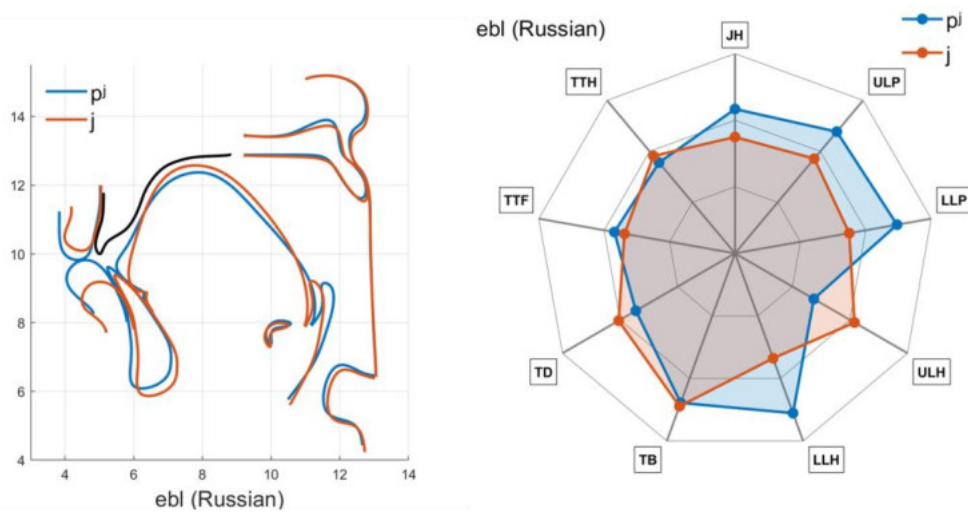 pʲ
j
14
12
10
8
6
4
4 6 8 10 12 14
ebl (Russian)
ebl (Russian)
pʲ
j
JH
ULP
LLP
ULH
LLH
TB
TD
TTF
TTH